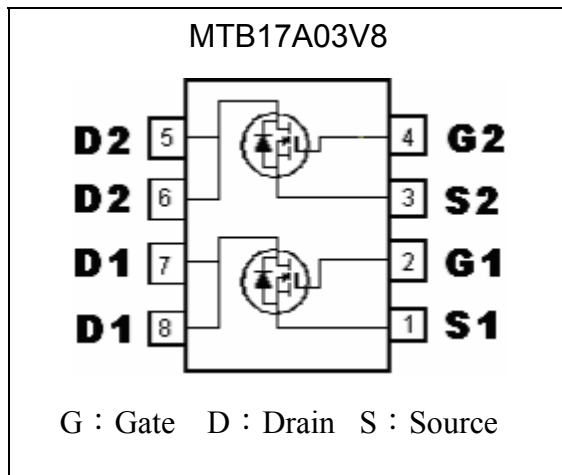 MTB17A03V8
D2 5 4 G2
D2 6 3 S2
D1 7 2 G1
D1 8 1 S1
G：Gate D：Drain S：Source